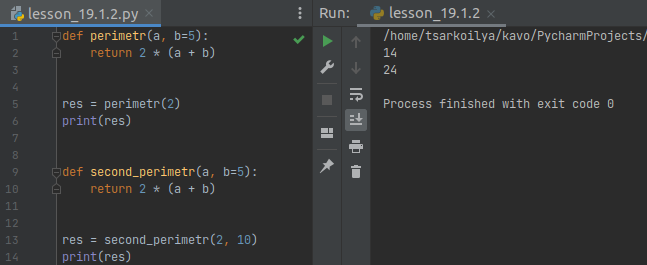 lesson_19.1.2.py
1 def perimetr(a, b=5):
2     return 2 * (a + b)
3
4
5 res = perimetr(2)
6 print(res)
7
8
9 def second_perimetr(a, b=5):
10     return 2 * (a + b)
11
12
13 res = second_perimetr(2, 10)
14 print(res)
Run: lesson_19.1.2
/home/tsarkoilya/kavo/PycharmProjects/
14
24
Process finished with exit code 0